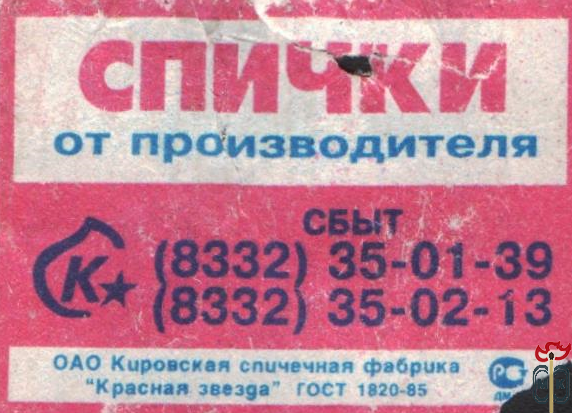 СПИЧКИ
от производителя
СБЫТ
К
(8332) 35-01-39
(8332) 35-02-13
ОАО Кировская спичечная фабрика
"Красная звезда" ГОСТ 1820-85